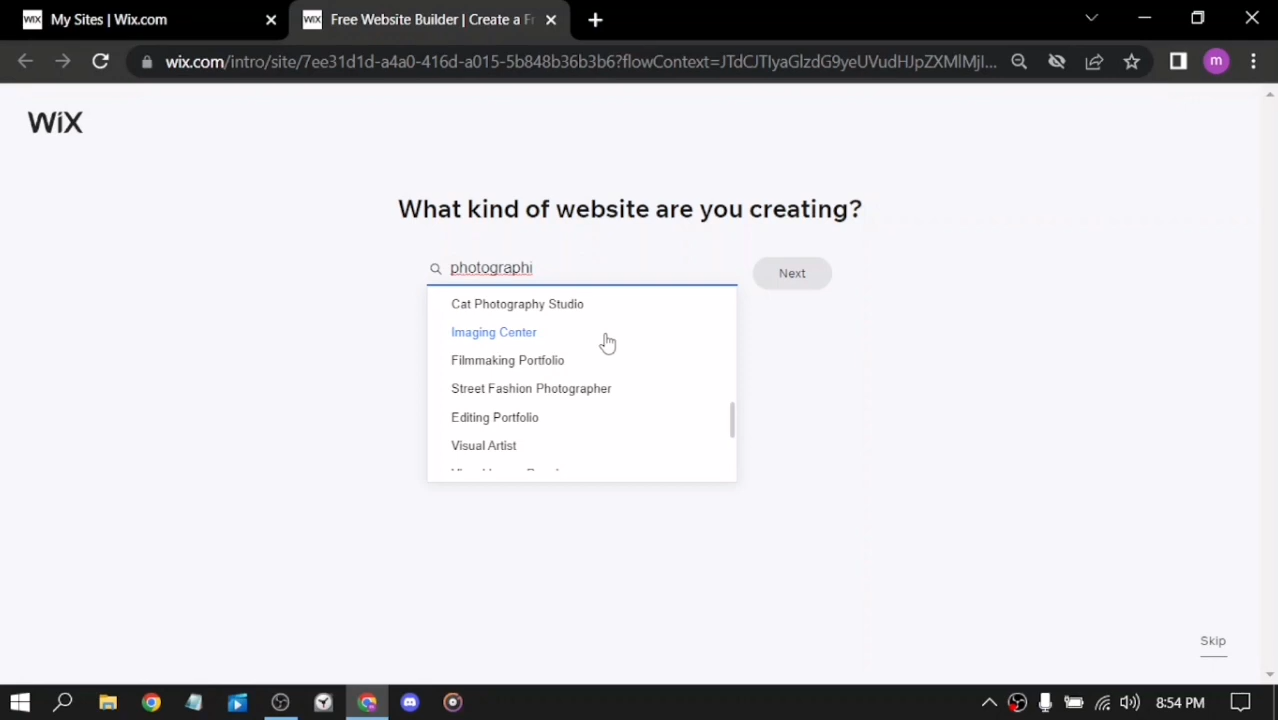 WiX My Sites | Wix.com
WiX Free Website Builder | Create a Fr
wix.com/intro/site/7ee31d1d-a4a0-416d-a015-5b848b36b3b6?flowContext=JTdCJTIyaGlzdG9yeUVudHJpZXMlMjI...
m
WiX
What kind of website are you creating?
photographi
Next
Cat Photography Studio
Imaging Center
Filmmaking Portfolio
Street Fashion Photographer
Editing Portfolio
Visual Artist
Skip
8:54 PM